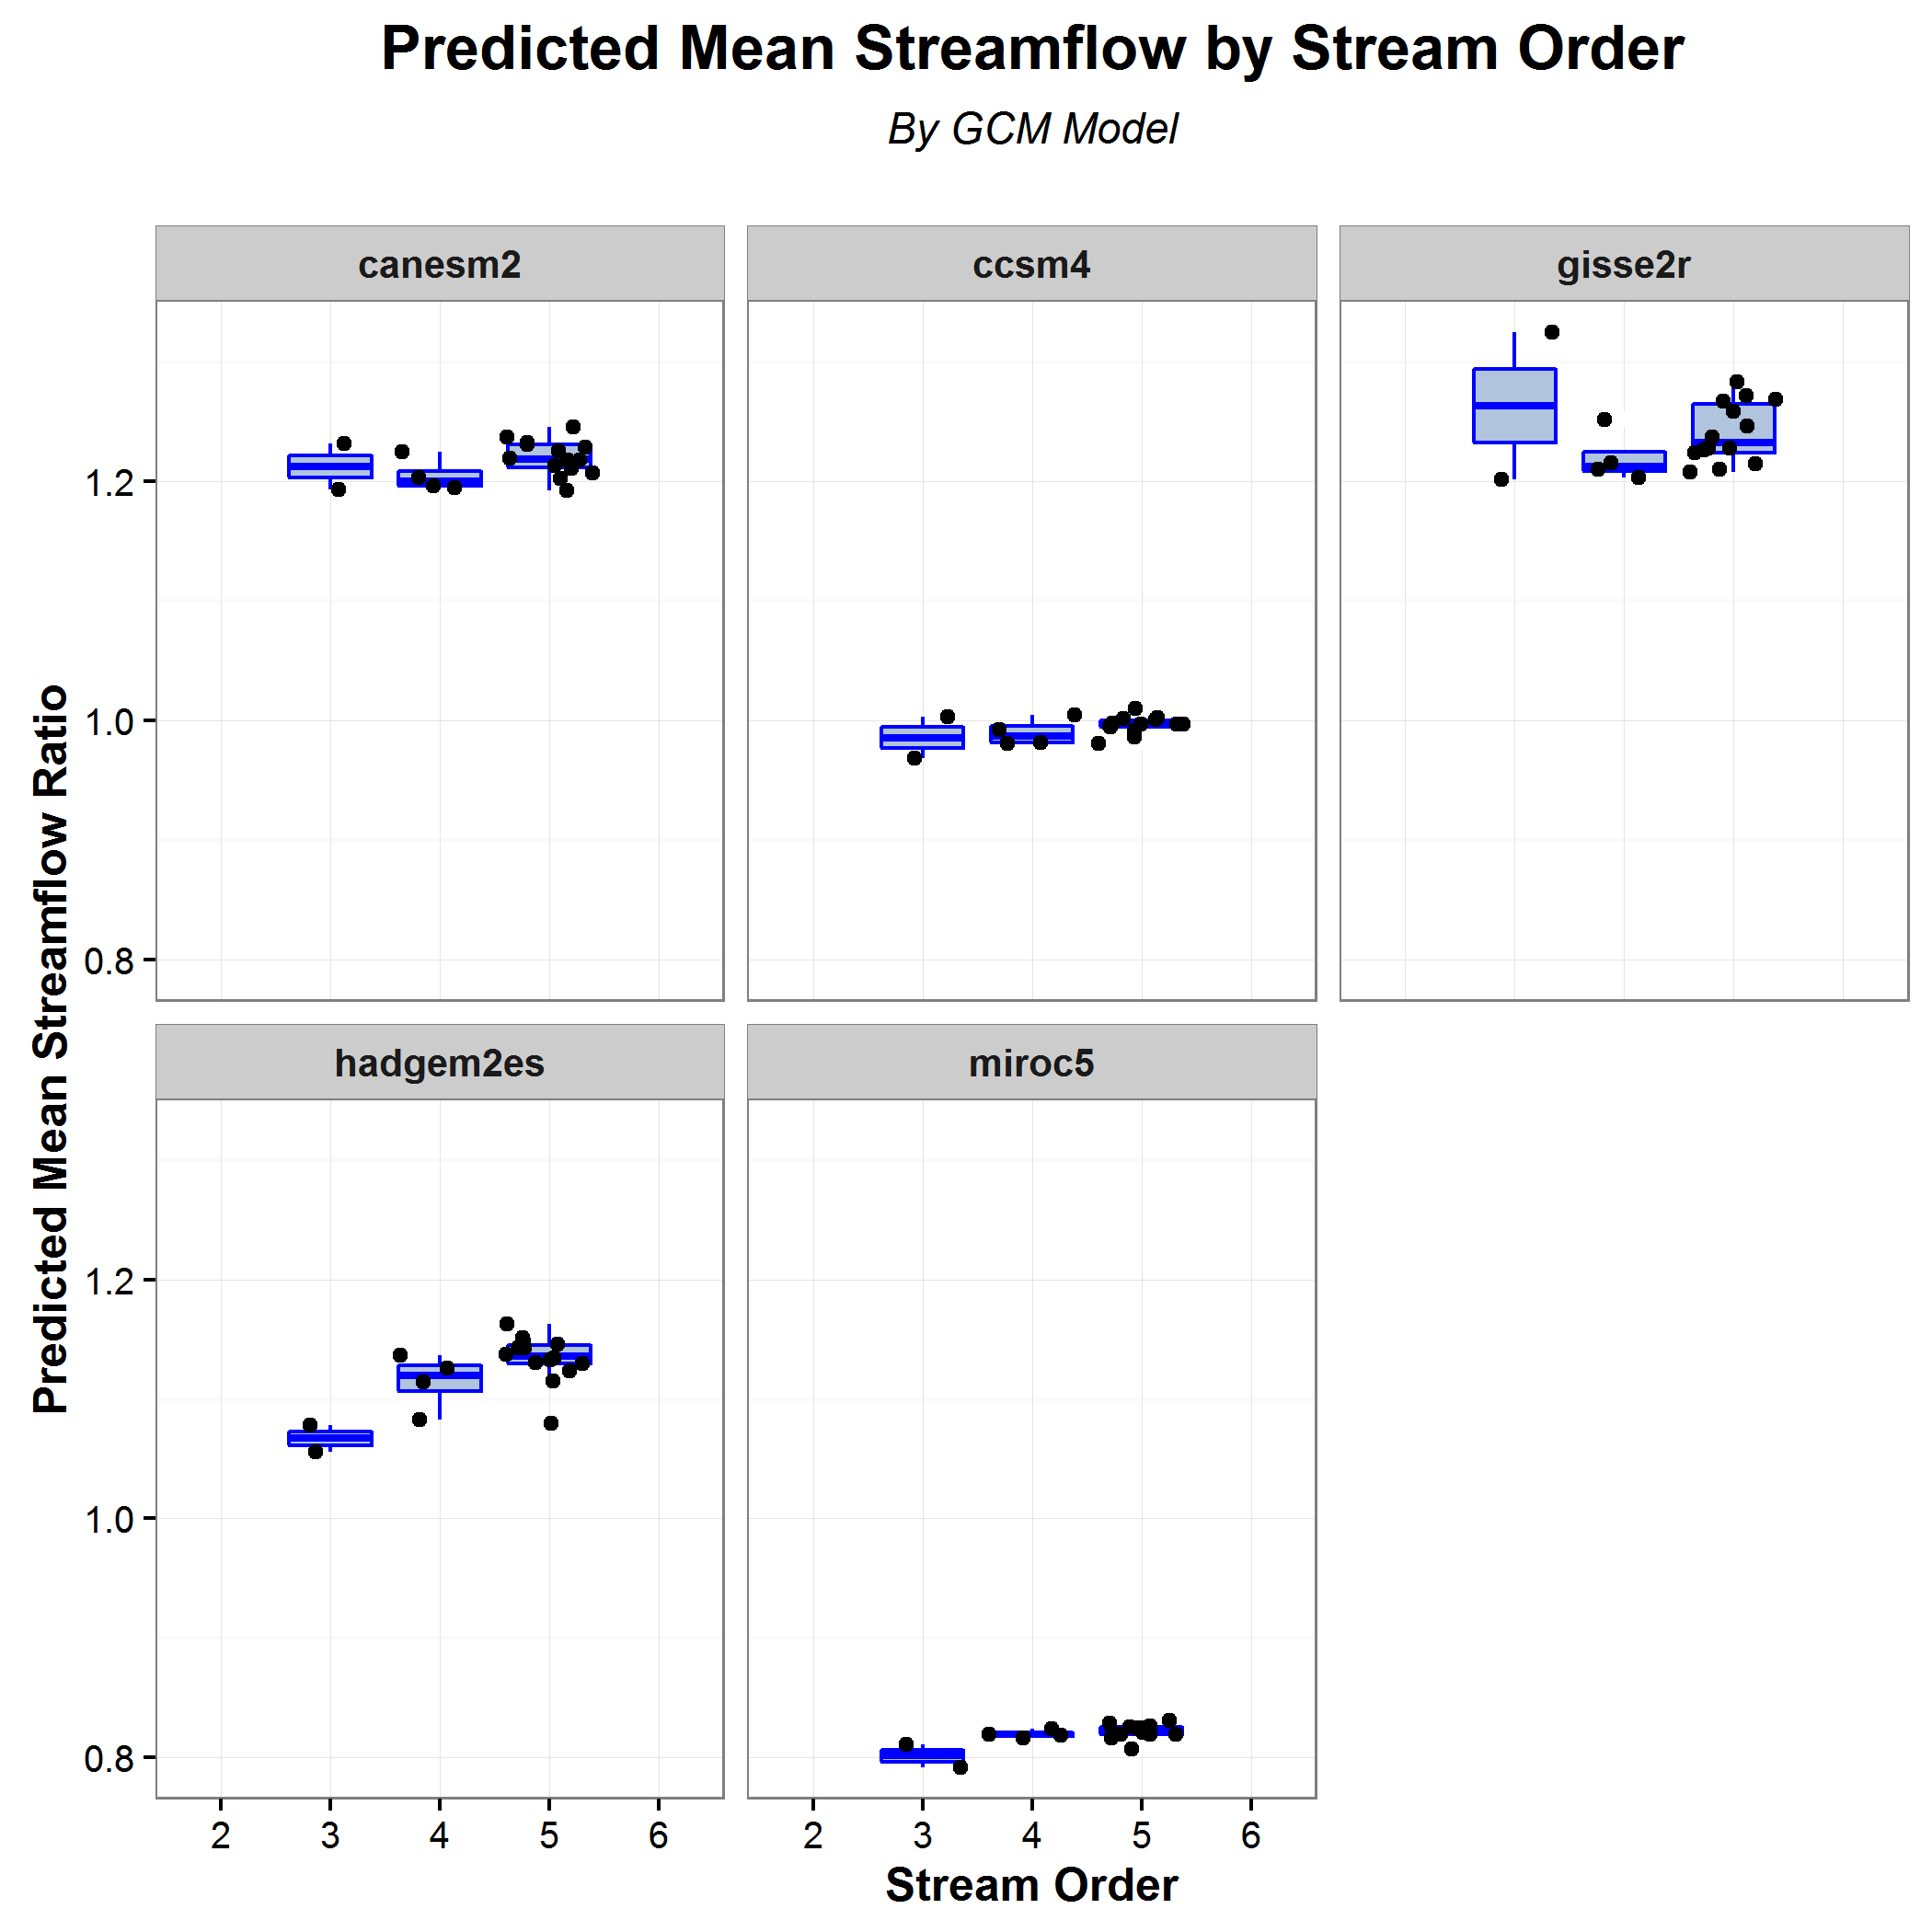 Predicted Mean Streamflow by Stream Order
By GCM Model
canesm2
ccsm4
gisse2r
1.2
1.0
0.8
Predicted Mean Streamflow Ratio
hadgem2es
miroc5
1.2
1.0
0.8
2 3 4 5 6
2 3 4 5 6
Stream Order